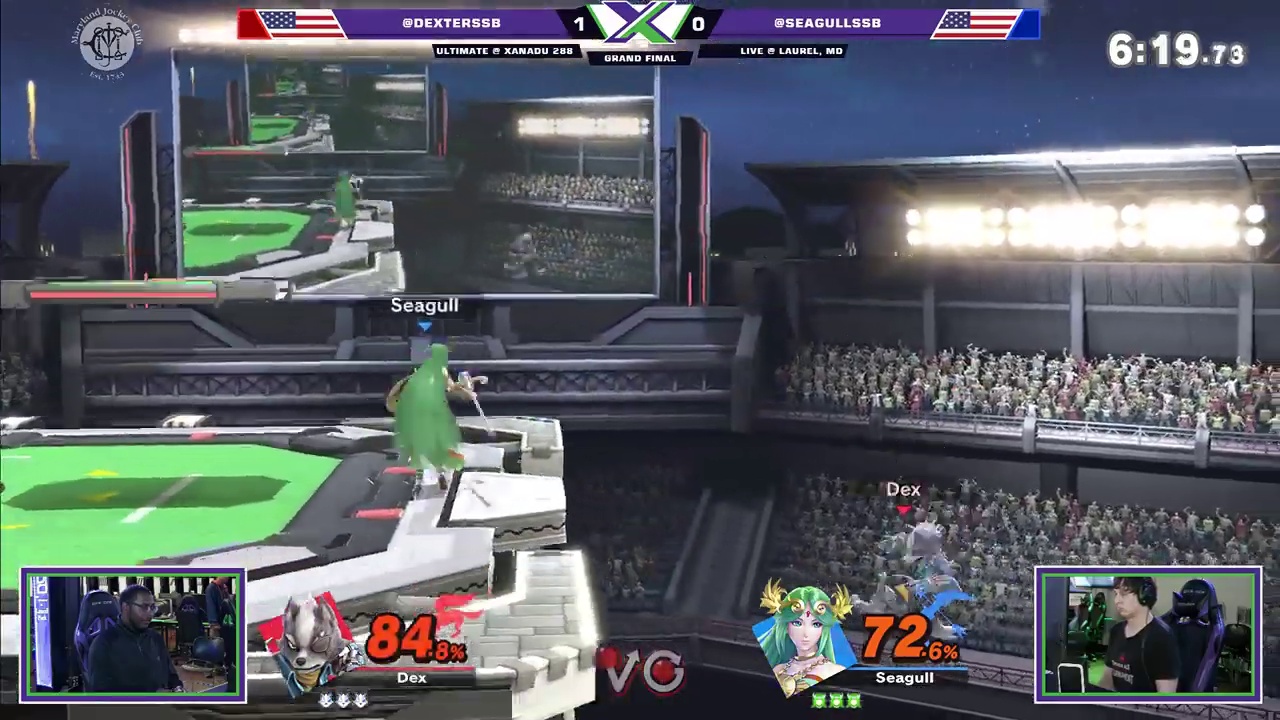 Maryland Jockey Club
Est. 1743
@DEXTERSSB
1
0
@SEAGULLSSB
ULTIMATE @ XANADU 288
GRAND FINAL
LIVE @ LAUREL, MD
6:19.73
Seagull
Dex
84.8%
Dex
72.6%
Seagull